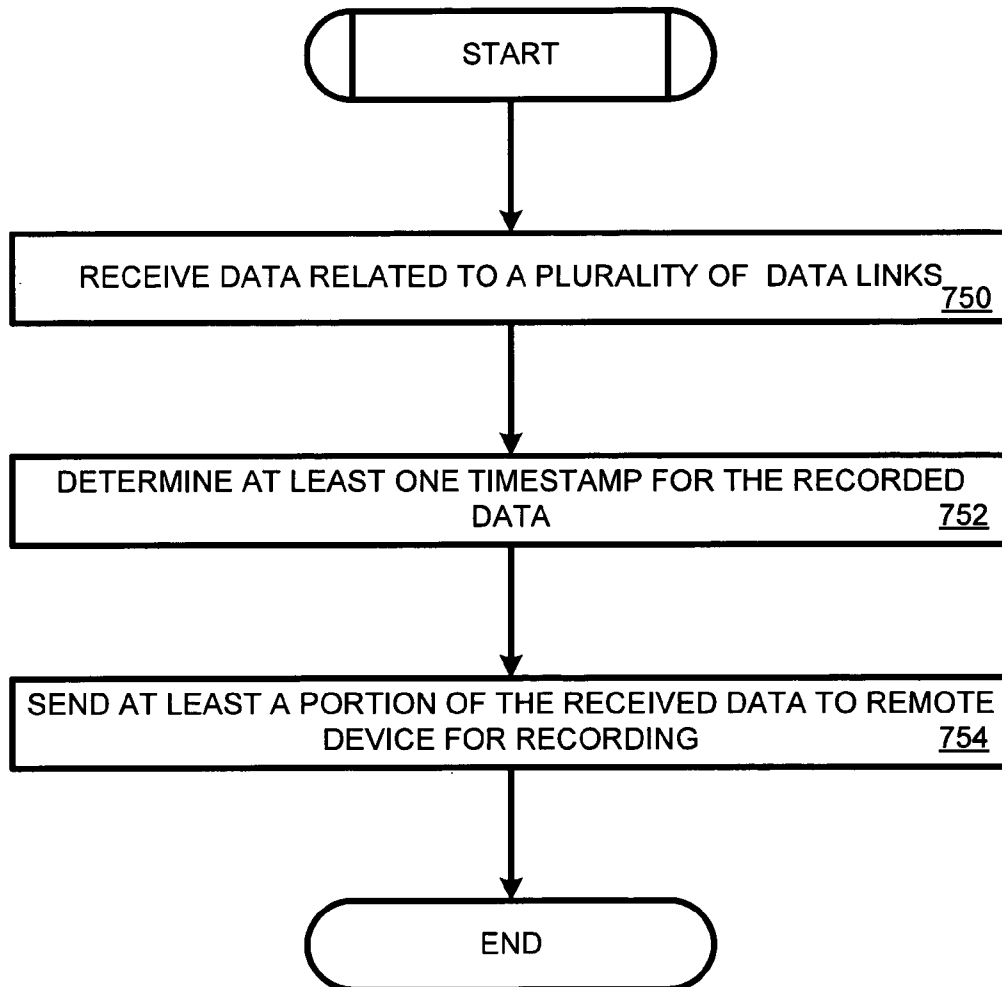 START
RECEIVE DATA RELATED TO A PLURALITY OF DATA LINKS
750
DETERMINE AT LEAST ONE TIMESTAMP FOR THE RECORDED
DATA 752
SEND AT LEAST A PORTION OF THE RECEIVED DATA TO REMOTE
DEVICE FOR RECORDING 754
END